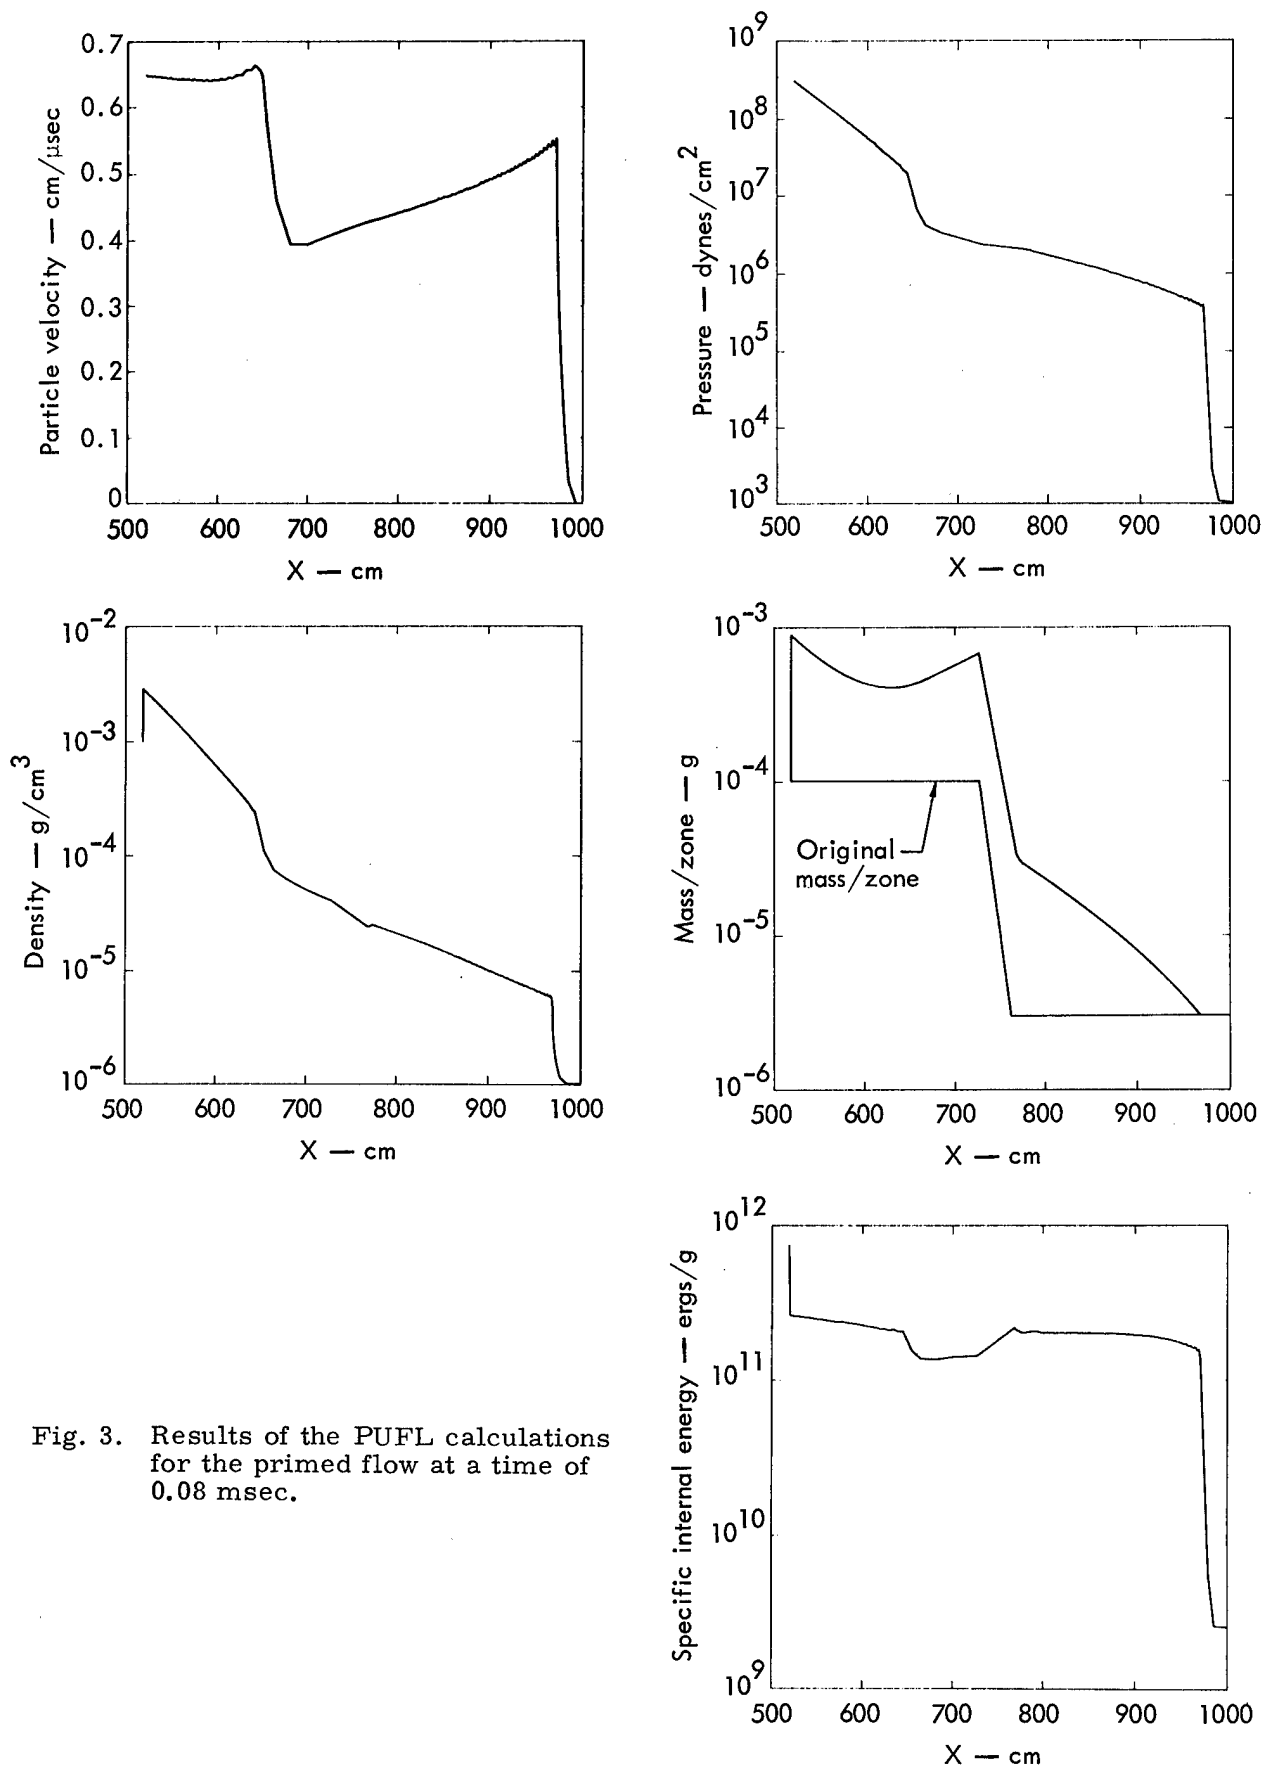 0.7
0.6
0.5
0.4
0.3
0.2
0.1
0
Particle velocity — cm/μsec
500 600 700 800 900 1000
X — cm
10^9
10^8
10^7
10^6
10^5
10^4
10^3
Pressure — dynes/cm^2
500 600 700 800 900 1000
X — cm
10^-2
10^-3
10^-4
10^-5
10^-6
Density — g/cm^3
500 600 700 800 900 1000
X — cm
10^-3
10^-4
10^-5
10^-6
Mass/zone — g
Original
mass/zone
500 600 700 800 900 1000
X — cm
10^12
10^11
10^10
10^9
Specific internal energy — ergs/g
500 600 700 800 900 1000
X — cm
Fig. 3. Results of the PUFL calculations
for the primed flow at a time of
0.08 msec.